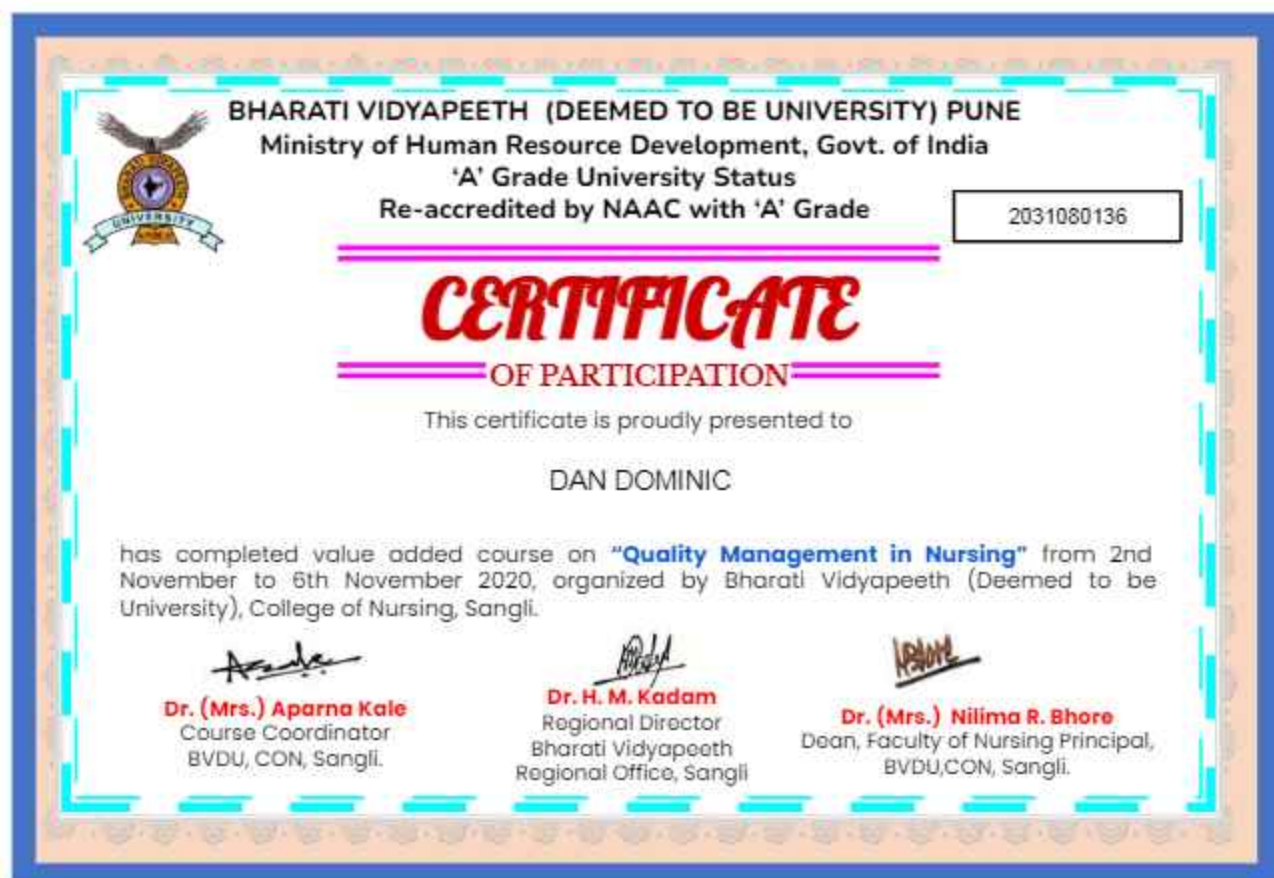 BHARATI VIDYAPEETH (DEEMED TO BE UNIVERSITY) PUNE
Ministry of Human Resource Development, Govt. of India
‘A’ Grade University Status
Re-accredited by NAAC with ‘A’ Grade
2031080136
BHARATI VIDYAPEETH
UNIVERSITY
CERTIFICATE
OF PARTICIPATION
This certificate is proudly presented to
DAN DOMINIC
has completed value added course on “Quality Management in Nursing” from 2nd
November to 6th November 2020, organized by Bharati Vidyapeeth (Deemed to be
University), College of Nursing, Sangli.
Dr. (Mrs.) Aparna Kale
Course Coordinator
BVDU, CON, Sangli.
Dr. H. M. Kadam
Regional Director
Bharati Vidyapeeth
Regional Office, Sangli
Dr. (Mrs.) Nilima R. Bhore
Dean, Faculty of Nursing Principal,
BVDU,CON, Sangli.